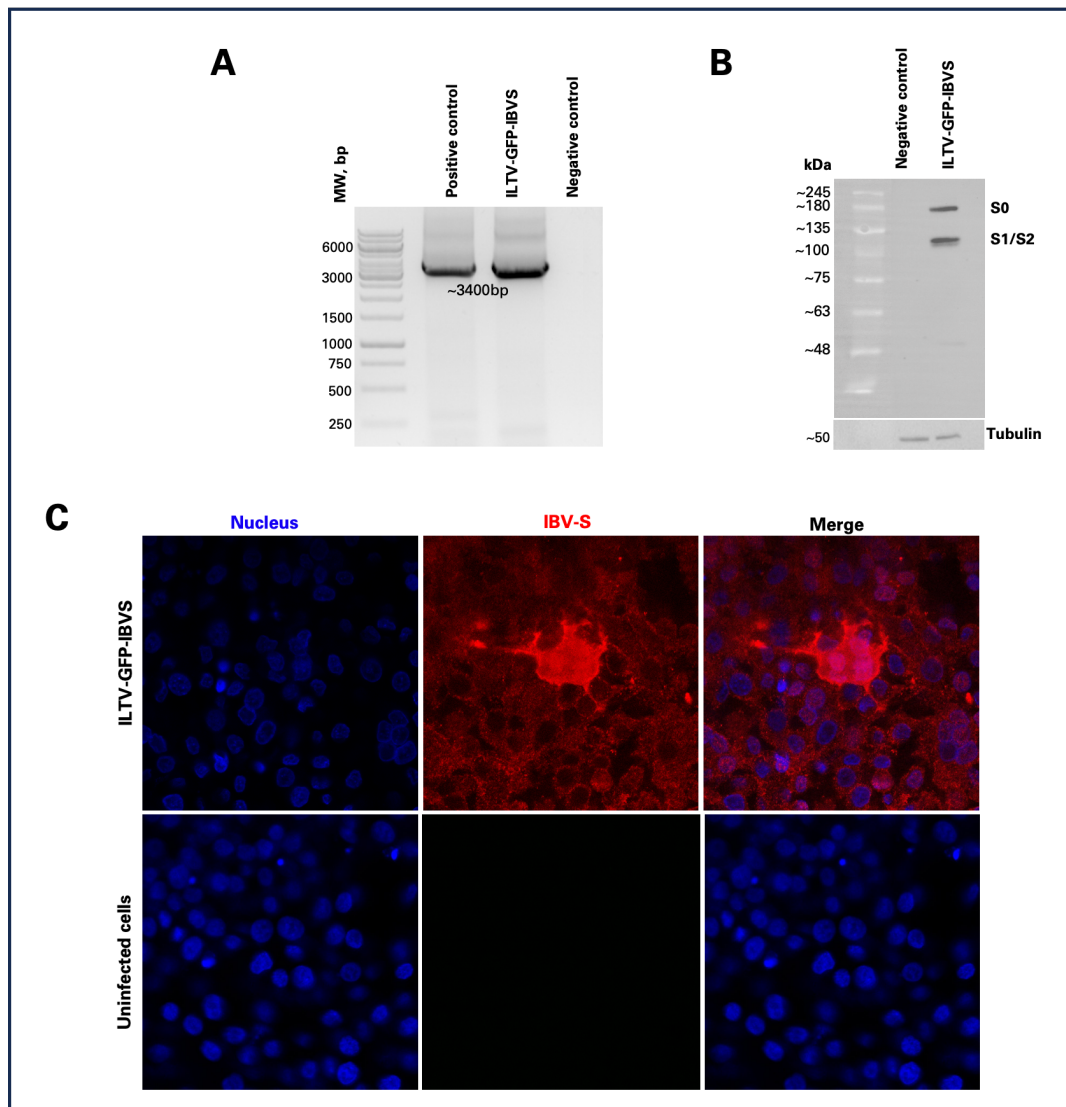 A
MW, bp
Positive control
ILTV-GFP-IBVS
Negative control
6000
3000
~3400bp
1500
1000
750
500
250
B
kDa
Negative control
ILTV-GFP-IBVS
~245
~180
S0
~135
S1/S2
~100
~75
~63
~48
~50
Tubulin
C
Nucleus
IBV-S
Merge
ILTV-GFP-IBVS
Uninfected cells